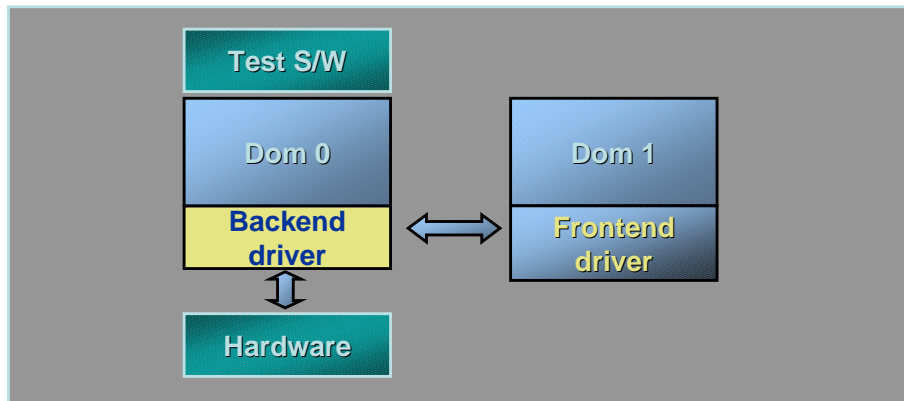 Test S/W
Dom 0
Dom 1
Backend
driver
Frontend
driver
Hardware